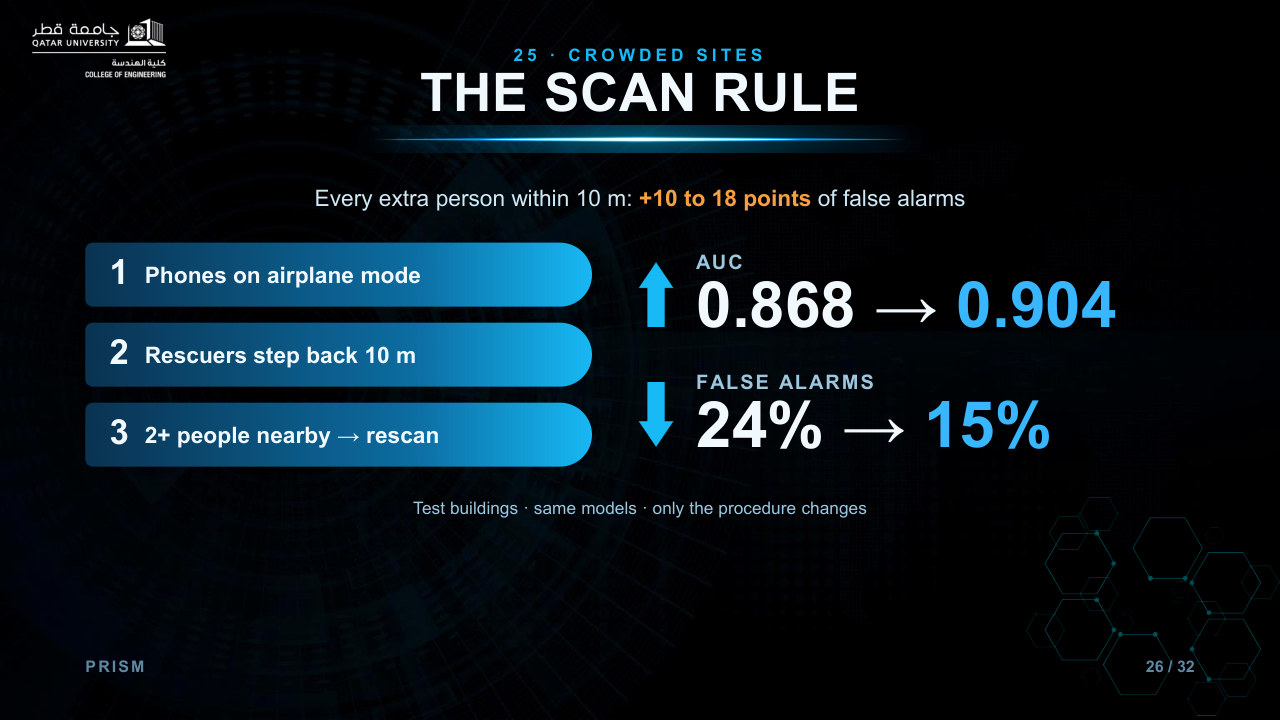 جامعة قطر
QATAR UNIVERSITY
كلية الهندسة
COLLEGE OF ENGINEERING
25 · CROWDED SITES
THE SCAN RULE
Every extra person within 10 m: +10 to 18 points of false alarms
1 Phones on airplane mode
2 Rescuers step back 10 m
3 2+ people nearby → rescan
AUC
0.868 → 0.904
FALSE ALARMS
24% → 15%
Test buildings · same models · only the procedure changes
PRISM
26 / 32